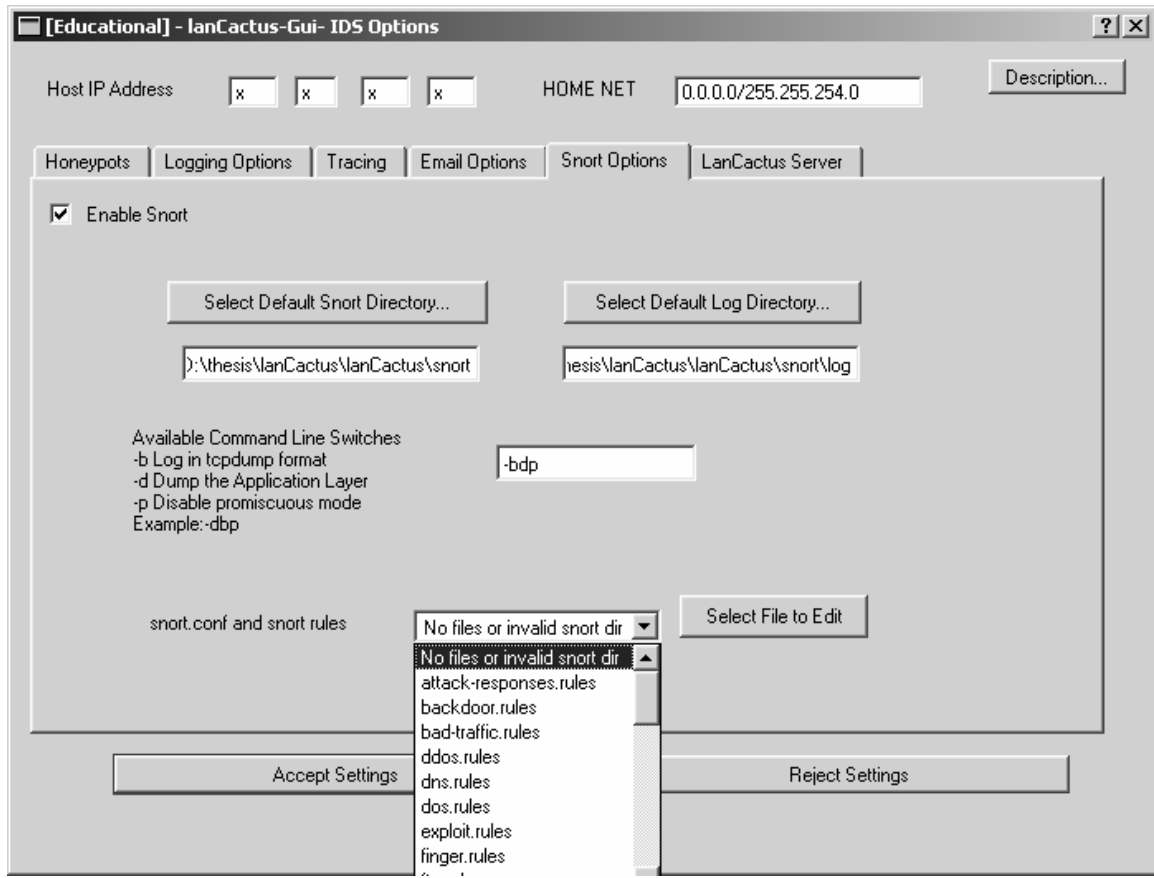 [Educational] - lanCactus-Gui- IDS Options
Host IP Address x x x x HOME NET 0.0.0.0/255.255.254.0 Description...
Honeypots Logging Options Tracing Email Options Snort Options LanCactus Server
Enable Snort
Select Default Snort Directory... Select Default Log Directory...
:\thesis\lanCactus\lanCactus\snort \lanCactus\lanCactus\snort\log
Available Command Line Switches
-b Log in tcpdump format
-d Dump the Application Layer
-p Disable promiscuous mode
Example:-dbp
-bdp
snort.conf and snort rules No files or invalid snort dir Select File to Edit
No files or invalid snort dir
attack-responses.rules
backdoor.rules
bad-traffic.rules
ddos.rules
dns.rules
dos.rules
exploit.rules
finger.rules
Accept Settings Reject Settings